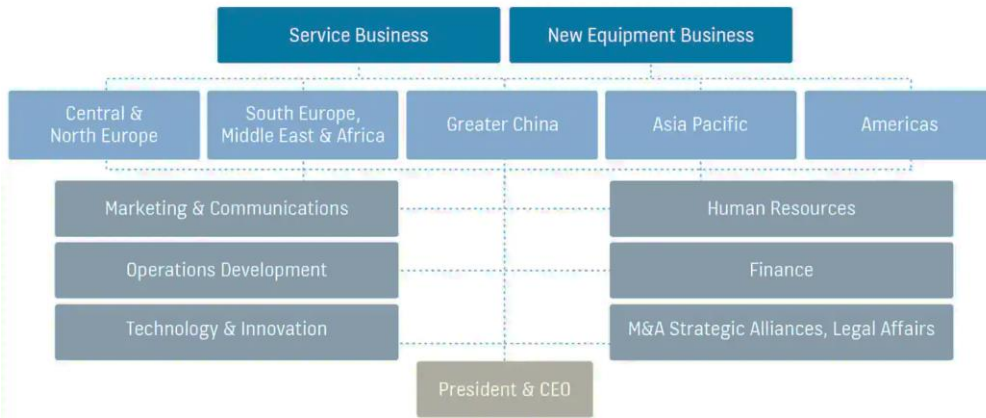 Service Business
New Equipment Business
Central &
North Europe
South Europe,
Middle East & Africa
Greater China
Asia Pacific
Americas
Marketing & Communications
Human Resources
Operations Development
Finance
Technology & Innovation
M&A Strategic Alliances, Legal Affairs
President & CEO